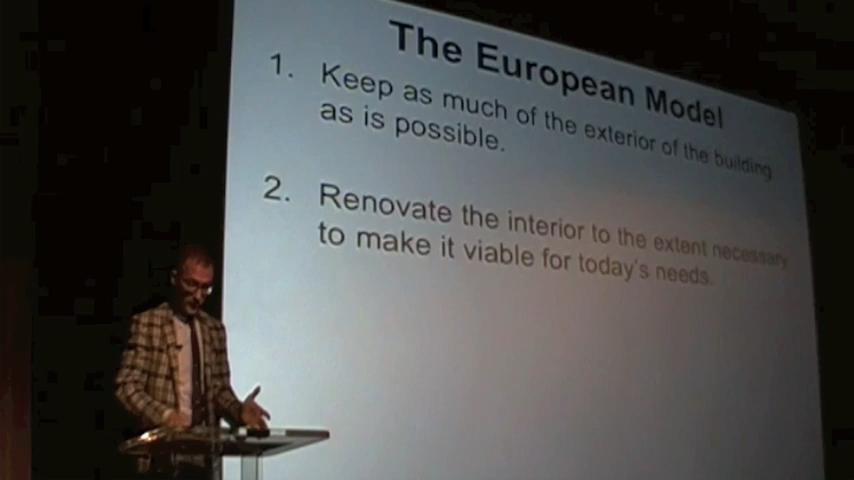 The European Model
1. Keep as much of the exterior of the building
as is possible.
2. Renovate the interior to the extent necessary
to make it viable for today's needs.